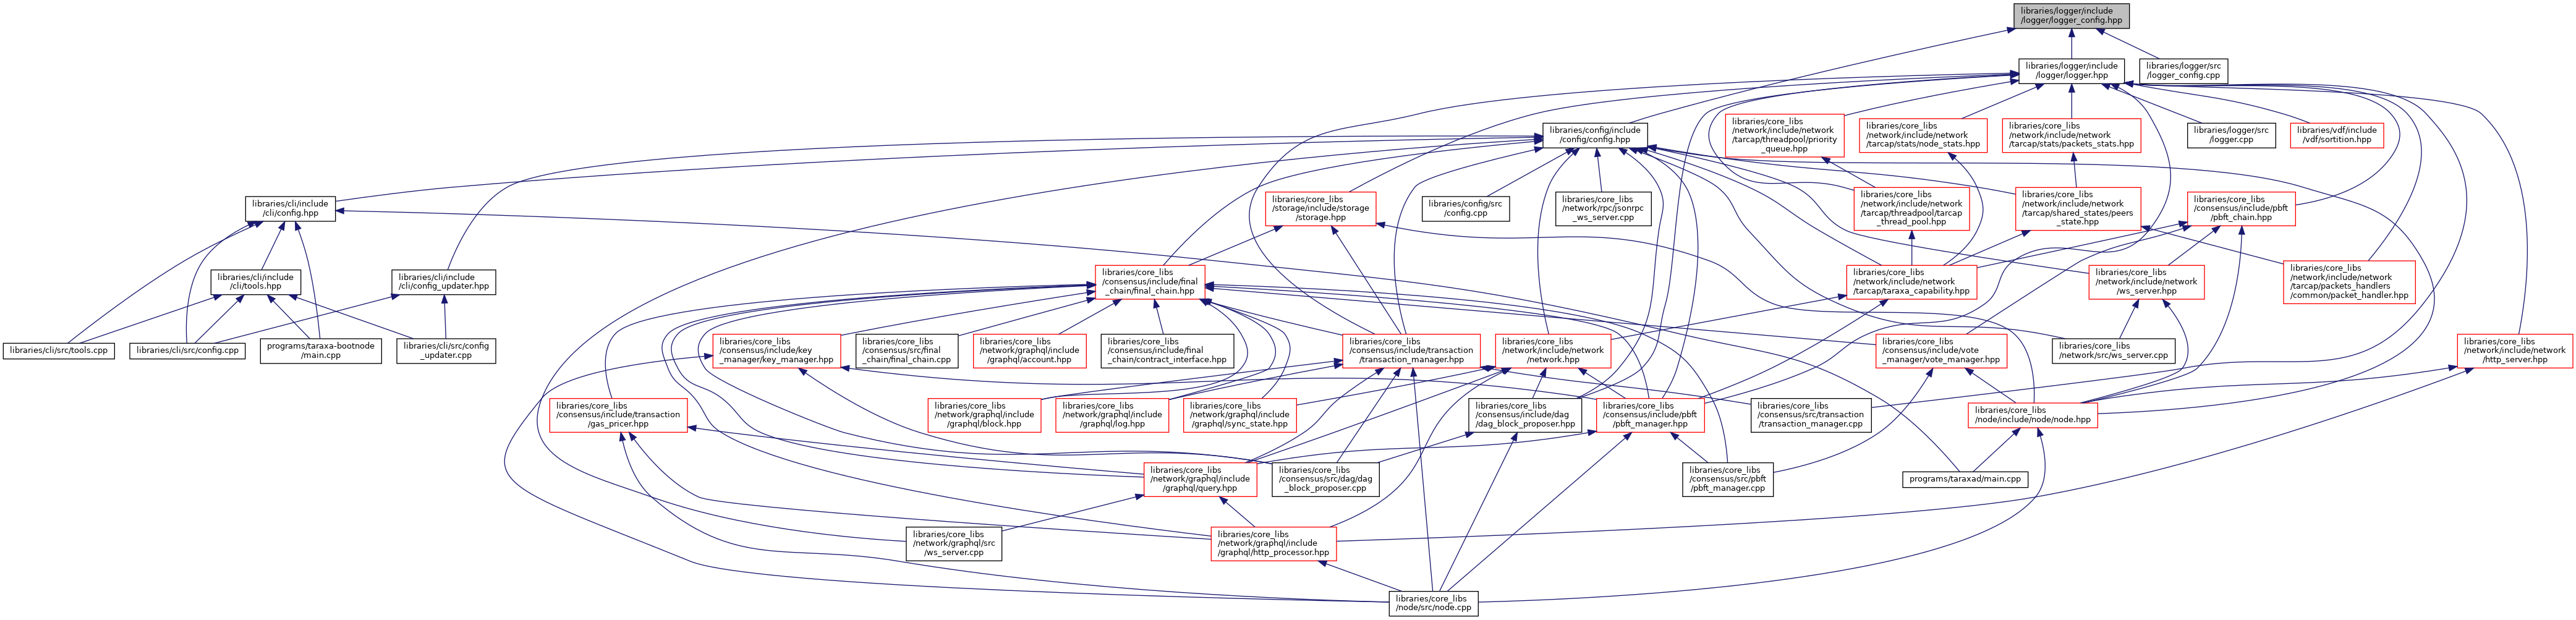 libraries/logger/include
/logger/logger_config.hpp
libraries/logger/include
/logger/logger.hpp
libraries/logger/src
/logger_config.cpp
libraries/config/include
/config/config.hpp
libraries/core_libs
/network/include/network
/tarcap/threadpool/priority
_queue.hpp
libraries/core_libs
/network/include/network
/tarcap/stats/node_stats.hpp
libraries/core_libs
/network/include/network
/tarcap/stats/packets_stats.hpp
libraries/logger/src
/logger.cpp
libraries/vdf/include
/vdf/sortition.hpp
libraries/cli/include
/cli/config.hpp
libraries/core_libs
/storage/include/storage
/storage.hpp
libraries/config/src
/config.cpp
libraries/core_libs
/network/rpc/jsonrpc
_ws_server.cpp
libraries/core_libs
/network/include/network
/tarcap/threadpool/tarcap
_thread_pool.hpp
libraries/core_libs
/network/include/network
/tarcap/shared_states/peers
_state.hpp
libraries/core_libs
/consensus/include/pbft
/pbft_chain.hpp
libraries/cli/include
/cli/tools.hpp
libraries/cli/include
/cli/config_updater.hpp
libraries/core_libs
/consensus/include/final
_chain/final_chain.hpp
libraries/core_libs
/network/include/network
/tarcap/taraxa_capability.hpp
libraries/core_libs
/network/include/network
/ws_server.hpp
libraries/core_libs
/network/include/network
/tarcap/packets_handlers
/common/packet_handler.hpp
libraries/cli/src/tools.cpp
libraries/cli/src/config.cpp
programs/taraxa-bootnode
/main.cpp
libraries/cli/src/config
_updater.cpp
libraries/core_libs
/consensus/include/key
_manager/key_manager.hpp
libraries/core_libs
/consensus/src/final
_chain/final_chain.cpp
libraries/core_libs
/network/graphql/include
/graphql/account.hpp
libraries/core_libs
/consensus/include/final
_chain/contract_interface.hpp
libraries/core_libs
/consensus/include/transaction
/transaction_manager.hpp
libraries/core_libs
/network/include/network
/network.hpp
libraries/core_libs
/consensus/include/vote
_manager/vote_manager.hpp
libraries/core_libs
/network/src/ws_server.cpp
libraries/core_libs
/network/include/network
/http_server.hpp
libraries/core_libs
/consensus/include/transaction
/gas_pricer.hpp
libraries/core_libs
/network/graphql/include
/graphql/block.hpp
libraries/core_libs
/network/graphql/include
/graphql/log.hpp
libraries/core_libs
/network/graphql/include
/graphql/sync_state.hpp
libraries/core_libs
/consensus/include/dag
/dag_block_proposer.hpp
libraries/core_libs
/consensus/include/pbft
/pbft_manager.hpp
libraries/core_libs
/consensus/src/transaction
/transaction_manager.cpp
libraries/core_libs
/node/include/node/node.hpp
libraries/core_libs
/network/graphql/include
/graphql/query.hpp
libraries/core_libs
/consensus/src/dag/dag
_block_proposer.cpp
libraries/core_libs
/consensus/src/pbft
/pbft_manager.cpp
programs/taraxad/main.cpp
libraries/core_libs
/network/graphql/src
/ws_server.cpp
libraries/core_libs
/network/graphql/include
/graphql/http_processor.hpp
libraries/core_libs
/node/src/node.cpp